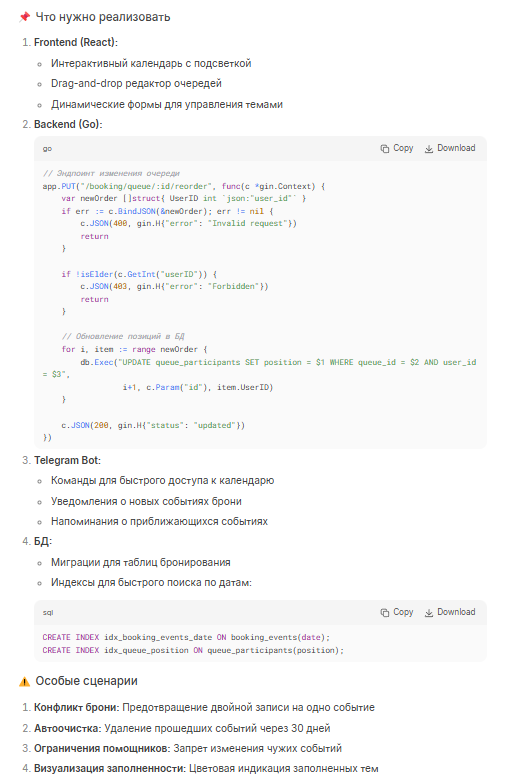 📌 Что нужно реализовать
1. Frontend (React):
Интерактивный календарь с подсветкой
Drag-and-drop редактор очередей
Динамические формы для управления темами
2. Backend (Go):
go Copy Download
// Эндпоинт изменения очереди
app.PUT("/booking/queue/:id/reorder", func(c *gin.Context) {
    var newOrder []struct{ UserID int `json:"user_id"` }
    if err := c.BindJSON(&newOrder); err != nil {
        c.JSON(400, gin.H{"error": "Invalid request"})
        return
    }

    if !isElder(c.GetInt("userID")) {
        c.JSON(403, gin.H{"error": "Forbidden"})
        return
    }

    // Обновление позиций в БД
    for i, item := range newOrder {
        db.Exec("UPDATE queue_participants SET position = $1 WHERE queue_id = $2 AND user_id
= $3",
                i+1, c.Param("id"), item.UserID)
    }

    c.JSON(200, gin.H{"status": "updated"})
})
3. Telegram Bot:
Команды для быстрого доступа к календарю
Уведомления о новых событиях брони
Напоминания о приближающихся событиях
4. БД:
Миграции для таблиц бронирования
Индексы для быстрого поиска по датам:
sql Copy Download
CREATE INDEX idx_booking_events_date ON booking_events(date);
CREATE INDEX idx_queue_position ON queue_participants(position);
⚠️ Особые сценарии
1. Конфликт брони: Предотвращение двойной записи на одно событие
2. Автоочистка: Удаление прошедших событий через 30 дней
3. Ограничения помощников: Запрет изменения чужих событий
4. Визуализация заполненности: Цветовая индикация заполненных тем